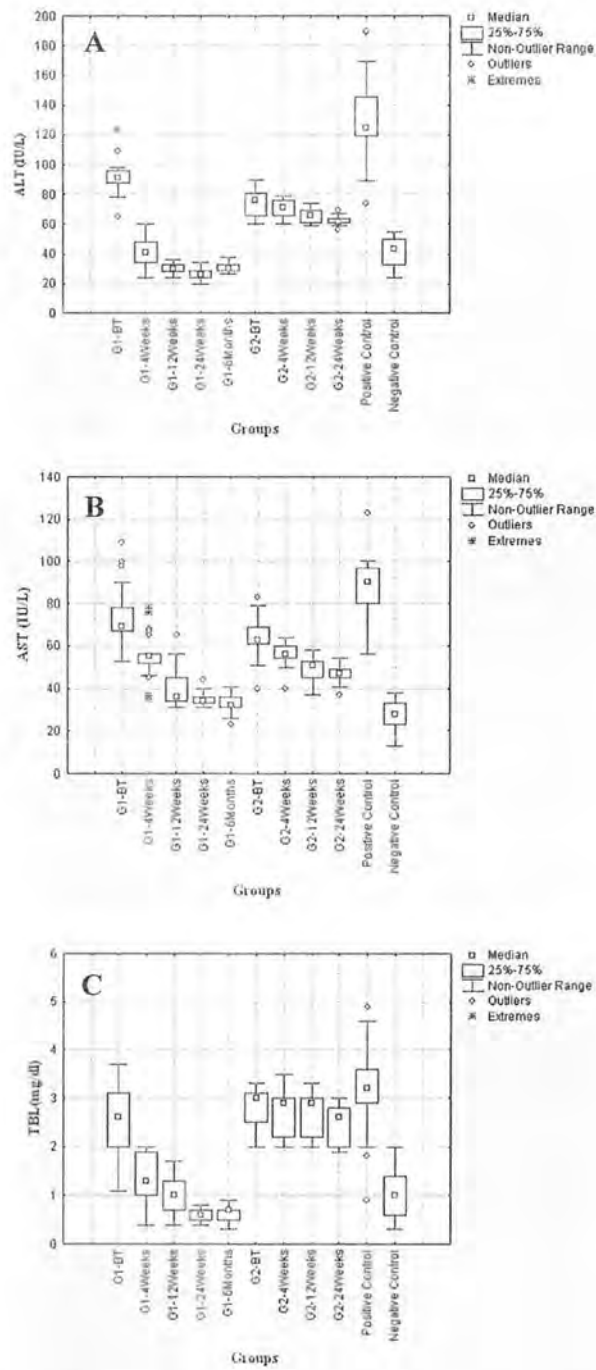 A
200
180
160
140
120
100
80
60
40
20
0
ALT (IU/L)
G1-BT
G1-4Weeks
G1-12Weeks
G1-24Weeks
G1-6Months
G2-BT
G2-4Weeks
G2-12Weeks
G2-24Weeks
Positive Control
Negative Control
Groups
Median
25%-75%
Non-Outlier Range
Outliers
Extremes
B
140
120
100
80
60
40
20
0
AST (IU/L)
G1-BT
G1-4Weeks
G1-12Weeks
G1-24Weeks
G1-6Months
G2-BT
G2-4Weeks
G2-12Weeks
G2-24Weeks
Positive Control
Negative Control
Groups
Median
25%-75%
Non-Outlier Range
Outliers
Extremes
C
6
5
4
3
2
1
0
TBL(mg/dl)
G1-BT
G1-4Weeks
G1-12Weeks
G1-24Weeks
G1-6Months
G2-BT
G2-4Weeks
G2-12Weeks
G2-24Weeks
Positive Control
Negative Control
Groups
Median
25%-75%
Non-Outlier Range
Outliers
Extremes